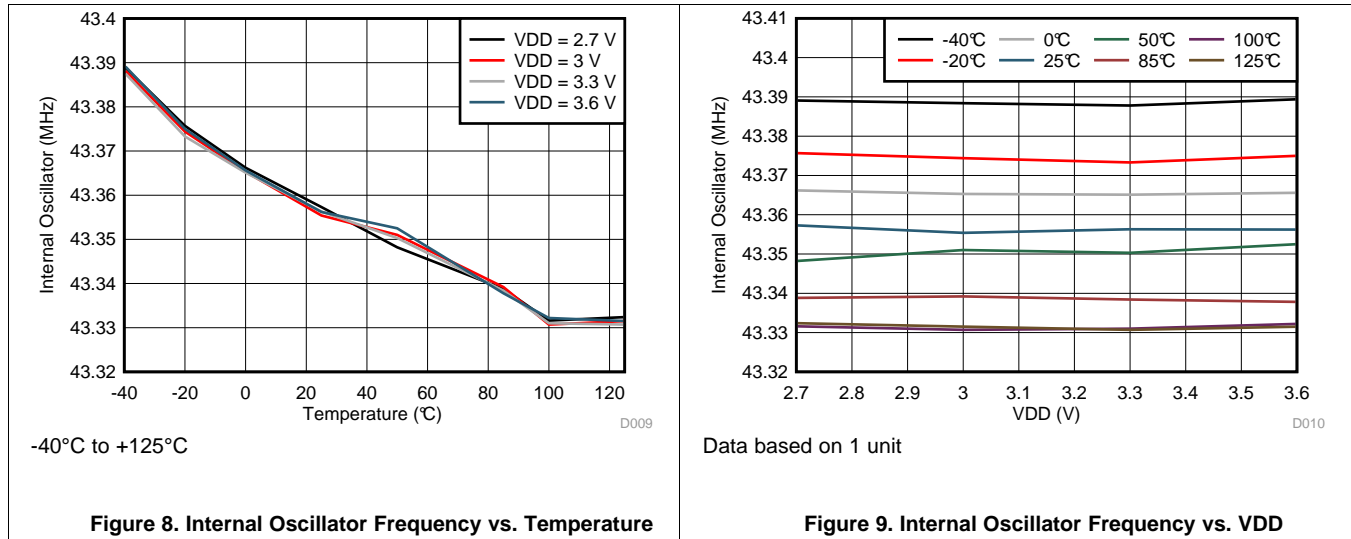 43.4
43.39
43.38
43.37
43.36
43.35
43.34
43.33
43.32
Internal Oscillator (MHz)
VDD = 2.7 V
VDD = 3 V
VDD = 3.3 V
VDD = 3.6 V
-40 -20 0 20 40 60 80 100 120
Temperature (°C)
D009
-40°C to +125°C
Figure 8. Internal Oscillator Frequency vs. Temperature
43.41
43.4
43.39
43.38
43.37
43.36
43.35
43.34
43.33
43.32
Internal Oscillator (MHz)
-40°C 0°C 50°C 100°C
-20°C 25°C 85°C 125°C
2.7 2.8 2.9 3 3.1 3.2 3.3 3.4 3.5 3.6
VDD (V)
D010
Data based on 1 unit
Figure 9. Internal Oscillator Frequency vs. VDD